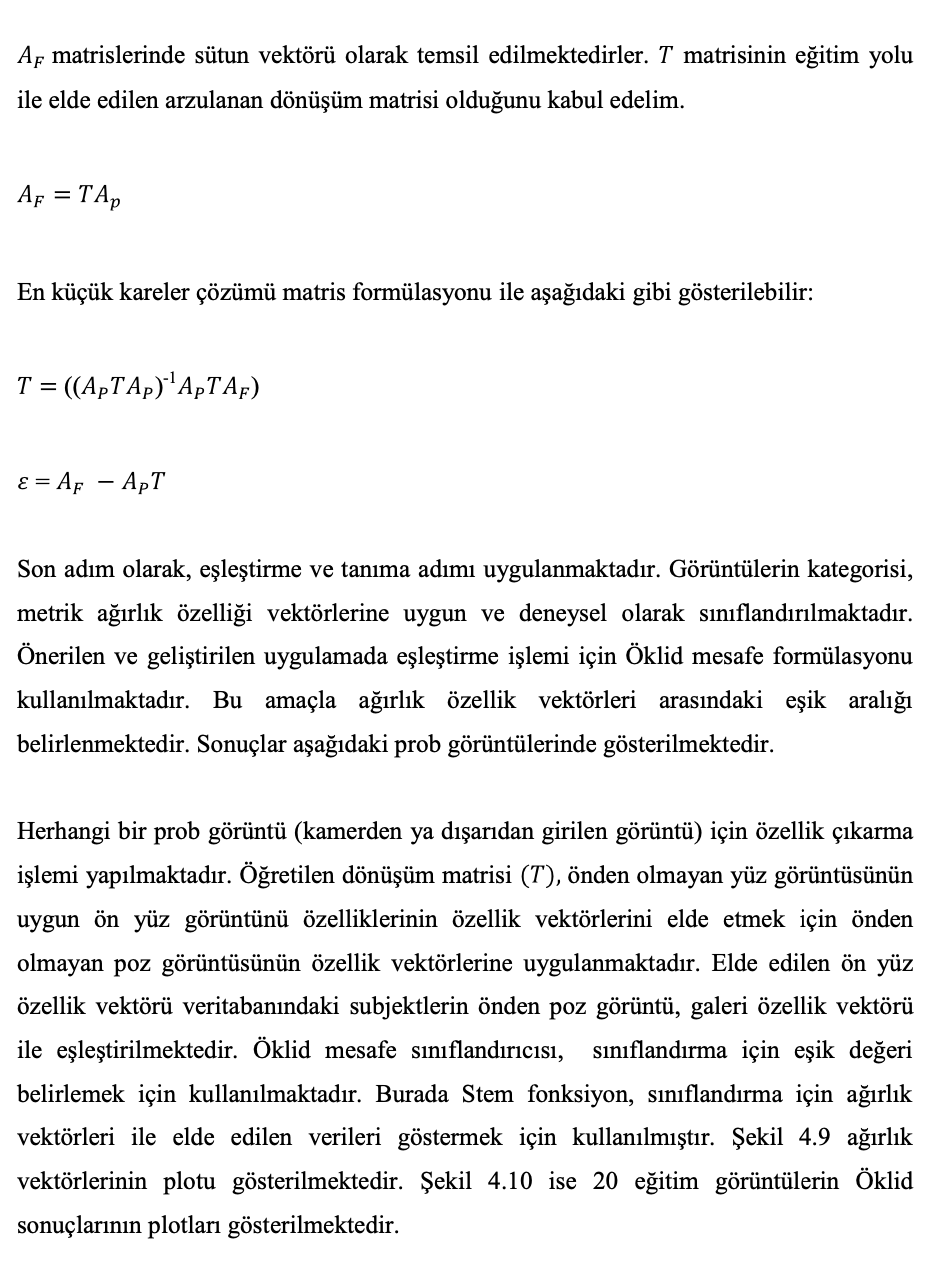 A_F matrislerinde sütun vektörü olarak temsil edilmektedirler. T matrisinin eğitim yolu
ile elde edilen arzulanan dönüşüm matrisi olduğunu kabul edelim.
A_F = TA_p
En küçük kareler çözümü matris formülasyonu ile aşağıdaki gibi gösterilebilir:
T = ((A_PTA_P)^-1A_PTA_F)
ε = A_F − A_PT
Son adım olarak, eşleştirme ve tanıma adımı uygulanmaktadır. Görüntülerin kategorisi,
metrik ağırlık özelliği vektörlerine uygun ve deneysel olarak sınıflandırılmaktadır.
Önerilen ve geliştirilen uygulamada eşleştirme işlemi için Öklid mesafe formülasyonu
kullanılmaktadır. Bu amaçla ağırlık özellik vektörleri arasındaki eşik aralığı
belirlenmektedir. Sonuçlar aşağıdaki prob görüntülerinde gösterilmektedir.
Herhangi bir prob görüntü (kamerden ya dışarıdan girilen görüntü) için özellik çıkarma
işlemi yapılmaktadır. Öğretilen dönüşüm matrisi (T), önden olmayan yüz görüntüsünün
uygun ön yüz görüntünü özelliklerinin özellik vektörlerini elde etmek için önden
olmayan poz görüntüsünün özellik vektörlerine uygulanmaktadır. Elde edilen ön yüz
özellik vektörü veritabanındaki subjektlerin önden poz görüntü, galeri özellik vektörü
ile eşleştirilmektedir. Öklid mesafe sınıflandırıcısı, sınıflandırma için eşik değeri
belirlemek için kullanılmaktadır. Burada Stem fonksiyon, sınıflandırma için ağırlık
vektörleri ile elde edilen verileri göstermek için kullanılmıştır. Şekil 4.9 ağırlık
vektörlerinin plotu gösterilmektedir. Şekil 4.10 ise 20 eğitim görüntülerin Öklid
sonuçlarının plotları gösterilmektedir.